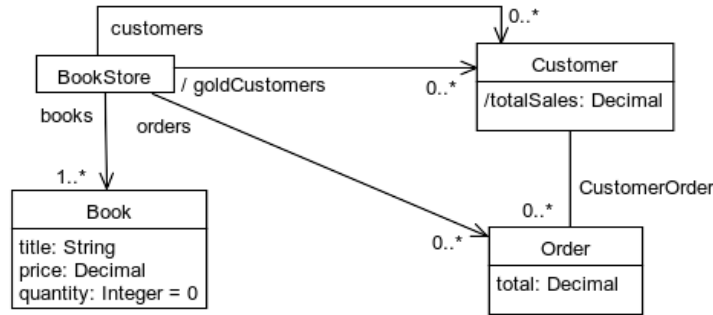 customers
0..*
BookStore
/ goldCustomers
0..*
Customer
/totalSales: Decimal
books
orders
1..*
CustomerOrder
0..*
0..*
Book
title: String
price: Decimal
quantity: Integer = 0
Order
total: Decimal